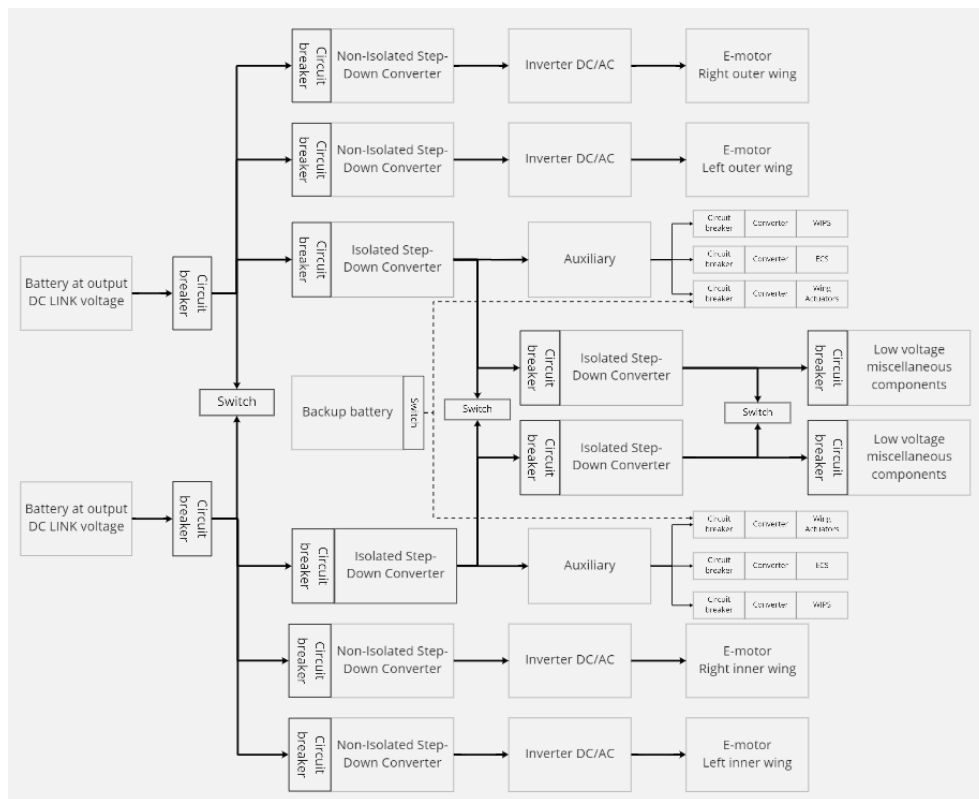 Circuit
breaker
Non-Isolated Step-
Down Converter
Inverter DC/AC
E-motor
Right outer wing
Circuit
breaker
Non-Isolated Step-
Down Converter
Inverter DC/AC
E-motor
Left outer wing
Circuit
breaker
Isolated Step-
Down Converter
Auxiliary
Circuit
breaker
Converter
WIPS
Circuit
breaker
Converter
ECS
Circuit
breaker
Converter
Wing
Actuators
Battery at output
DC LINK voltage
Circuit
breaker
Switch
Backup battery
Switch
Switch
Circuit
breaker
Isolated Step-
Down Converter
Circuit
breaker
Low voltage
miscellaneous
components
Switch
Circuit
breaker
Isolated Step-
Down Converter
Circuit
breaker
Low voltage
miscellaneous
components
Battery at output
DC LINK voltage
Circuit
breaker
Circuit
breaker
Isolated Step-
Down Converter
Auxiliary
Circuit
breaker
Converter
Wing
Actuators
Circuit
breaker
Converter
ECS
Circuit
breaker
Converter
WIPS
Circuit
breaker
Non-Isolated Step-
Down Converter
Inverter DC/AC
E-motor
Right inner wing
Circuit
breaker
Non-Isolated Step-
Down Converter
Inverter DC/AC
E-motor
Left inner wing